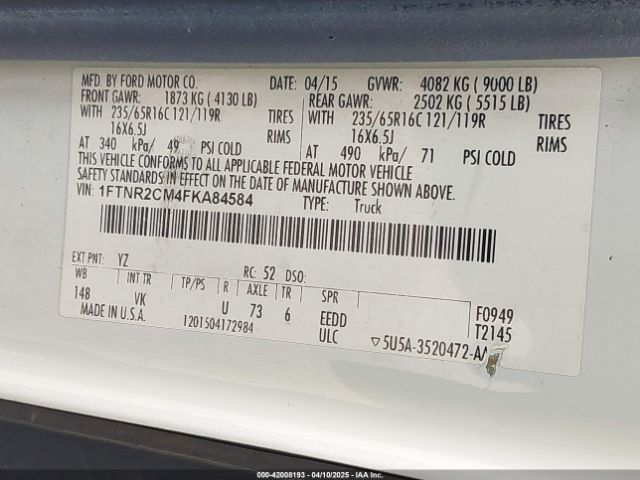 MFD. BY FORD MOTOR CO. DATE: 04/15 GVWR: 4082 KG ( 9000 LB)
FRONT GAWR: 1873 KG ( 4130 LB) REAR GAWR: 2502 KG ( 5515 LB)
WITH 235/65R16C 121/119R TIRES WITH 235/65R16C 121/119R TIRES
16X6.5J RIMS 16X6.5J RIMS
AT 340 kPa/ 49 PSI COLD AT 490 kPa/ 71 PSI COLD
THIS VEHICLE CONFORMS TO ALL APPLICABLE FEDERAL MOTOR VEHICLE
SAFETY STANDARDS IN EFFECT ON THE DATE OF MANUFACTURE SHOWN ABOVE.
VIN: 1FTNR2CM4FKA84584 TYPE: Truck
EXT PNT: YZ RC: 52 DSO:
WB INT TR TP/PS R AXLE TR SPR F0949
148 VK U 73 6 EEDD T2145
MADE IN U.S.A. 1201504172984 ULC ▽5U5A-3520472-AA
000-42008193 - 04/10/2025 - IAAI, Inc.